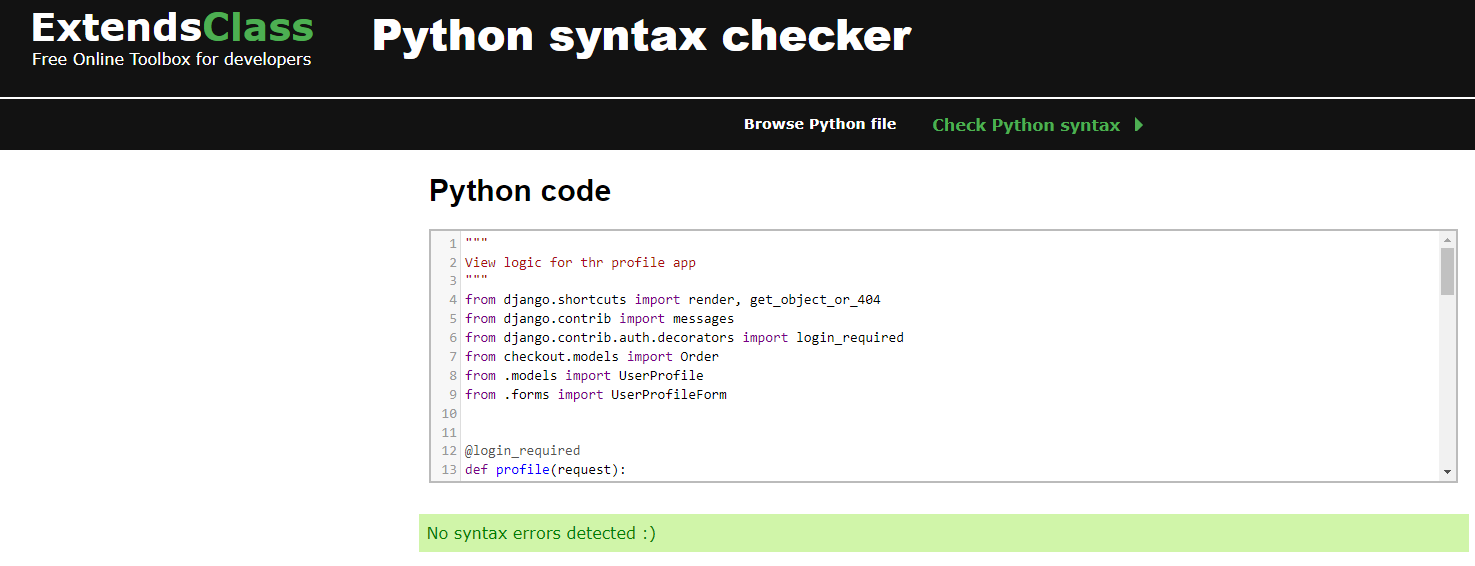 ExtendsClass
Free Online Toolbox for developers
Python syntax checker
Browse Python file
Check Python syntax
Python code
1 """
2 View logic for thr profile app
3 """
4 from django.shortcuts import render, get_object_or_404
5 from django.contrib import messages
6 from django.contrib.auth.decorators import login_required
7 from checkout.models import Order
8 from .models import UserProfile
9 from .forms import UserProfileForm
10
11
12 @login_required
13 def profile(request):
No syntax errors detected :)